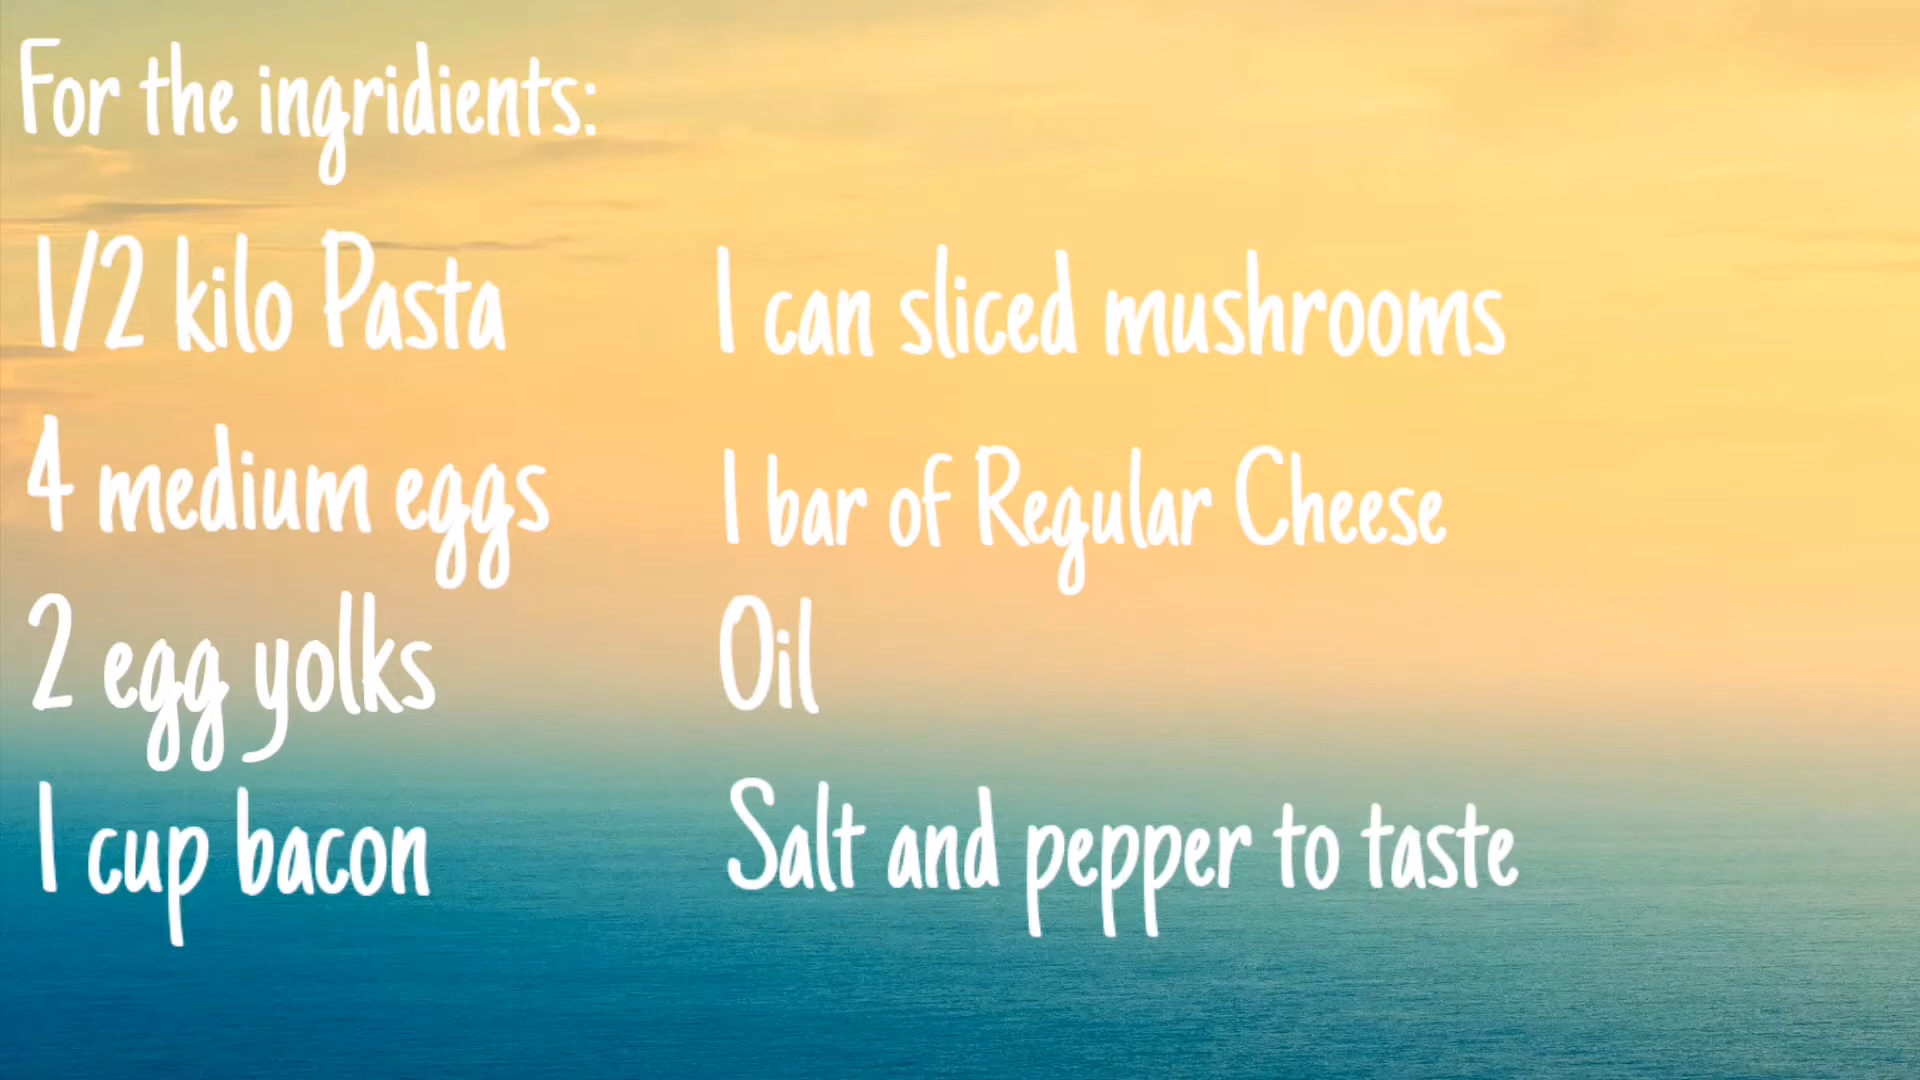 For the ingridients:
1/2 kilo Pasta
4 medium eggs
2 egg yolks
1 cup bacon
1 can sliced mushrooms
1 bar of Regular Cheese
Oil
Salt and pepper to taste